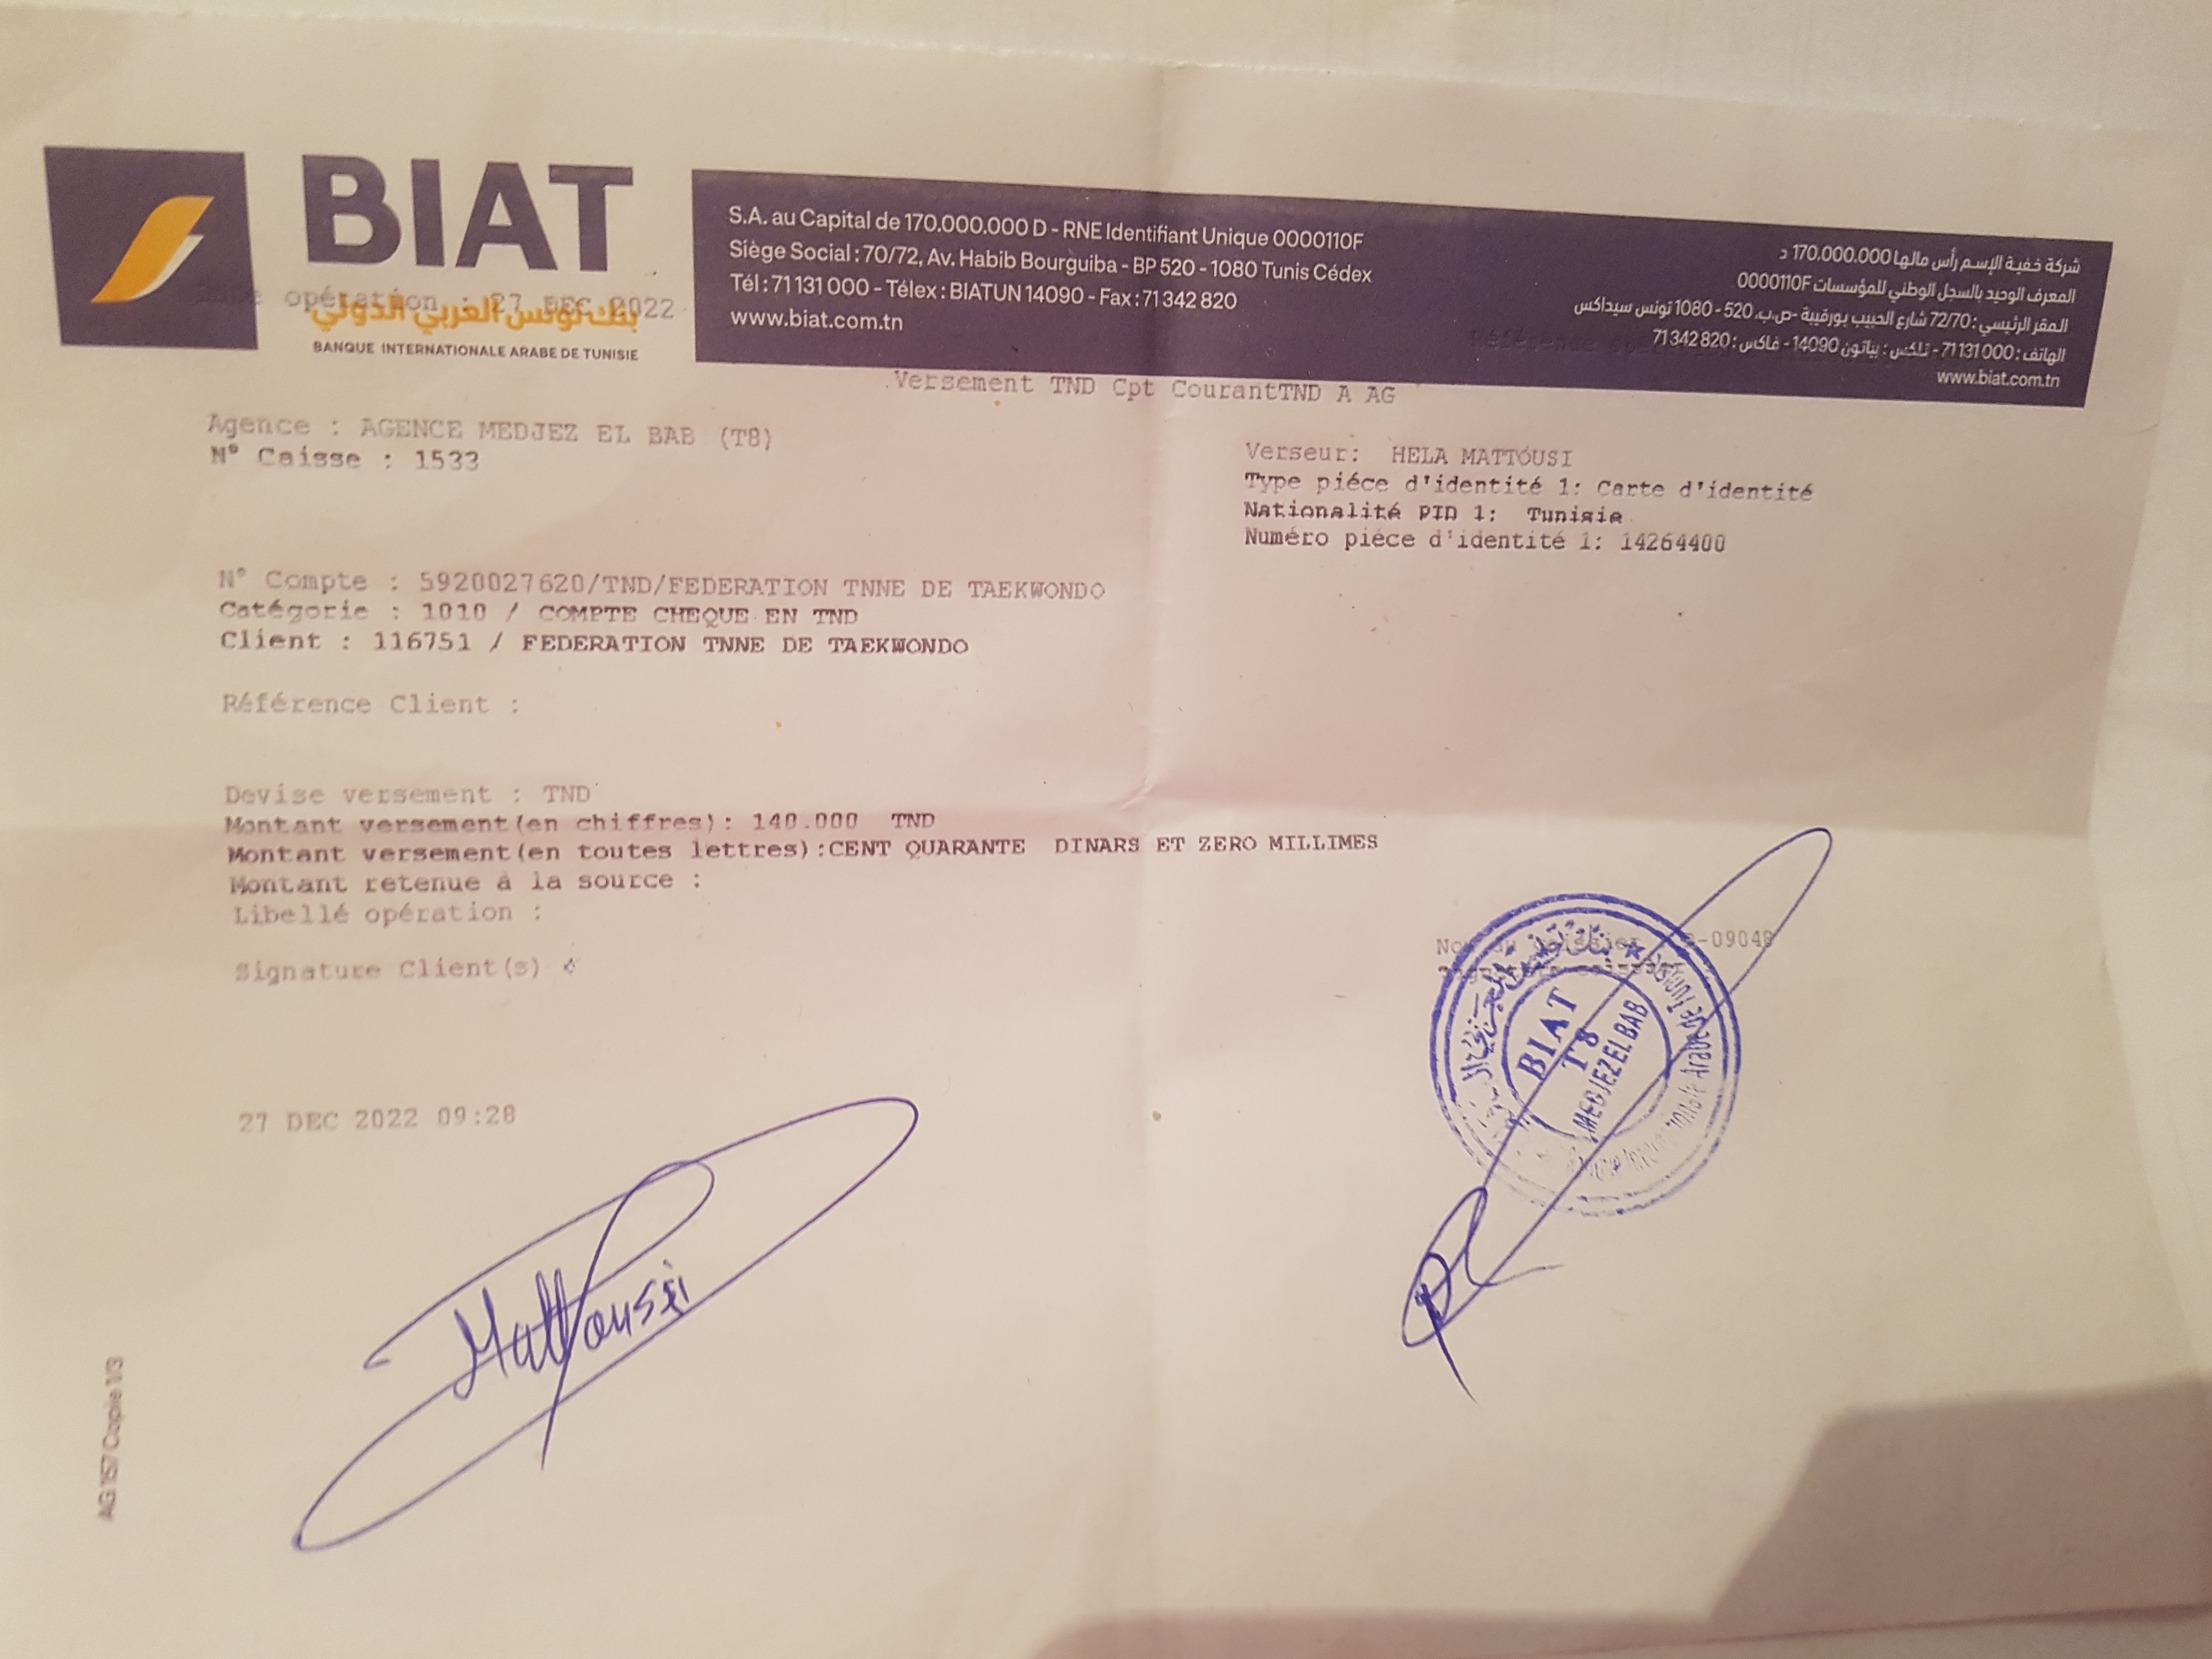 BIAT
بنك تونس العربي الدولي
BANQUE INTERNATIONALE ARABE DE TUNISIE
S.A. au Capital de 170.000.000 D - RNE Identifiant Unique 0000110F
Siège Social : 70/72, Av. Habib Bourguiba - BP 520 - 1080 Tunis Cédex
Tél : 71 131 000 - Télex : BIATUN 14090 - Fax : 71 342 820
www.biat.com.tn
شركة خفية الإسم رأس مالها 170.000.000 د
المعرف الوحيد بالسجل الوطني للمؤسسات 0000110F
المقر الرئيسي : 72/70 شارع الحبيب بورقيبة -ص.ب. 520 - 1080 تونس سيداكس
الهاتف : 71131000 - تلكس : بياتون 14090 - فاكس : 71342820
www.biat.com.tn
opération : 27 DEC 2022
Référence
.Versement TND Cpt CourantTND A AG
Agence : AGENCE MEDJEZ EL BAB (T8)
N° Caisse : 1533
Verseur: HELA MATTOUSI
Type piéce d'identité 1: Carte d'identité
Nationalité PID 1: Tunisie
Numéro piéce d'identité 1: 14264400
N° Compte : 5920027620/TND/FEDERATION TNNE DE TAEKWONDO
Catégorie : 1010 / COMPTE CHEQUE EN TND
Client : 116751 / FEDERATION TNNE DE TAEKWONDO
Référence Client :
Devise versement : TND
Montant versement(en chiffres): 140.000 TND
Montant versement(en toutes lettres):CENT QUARANTE DINARS ET ZERO MILLIMES
Montant retenue à la source :
Libellé opération :
Signature Client(s)
-09048
BIAT
T8
MEDJEZ EL BAB
Arabe de Tunisie
27 DEC 2022 09:28
Mattoussi
AG 157 Copie 1/3